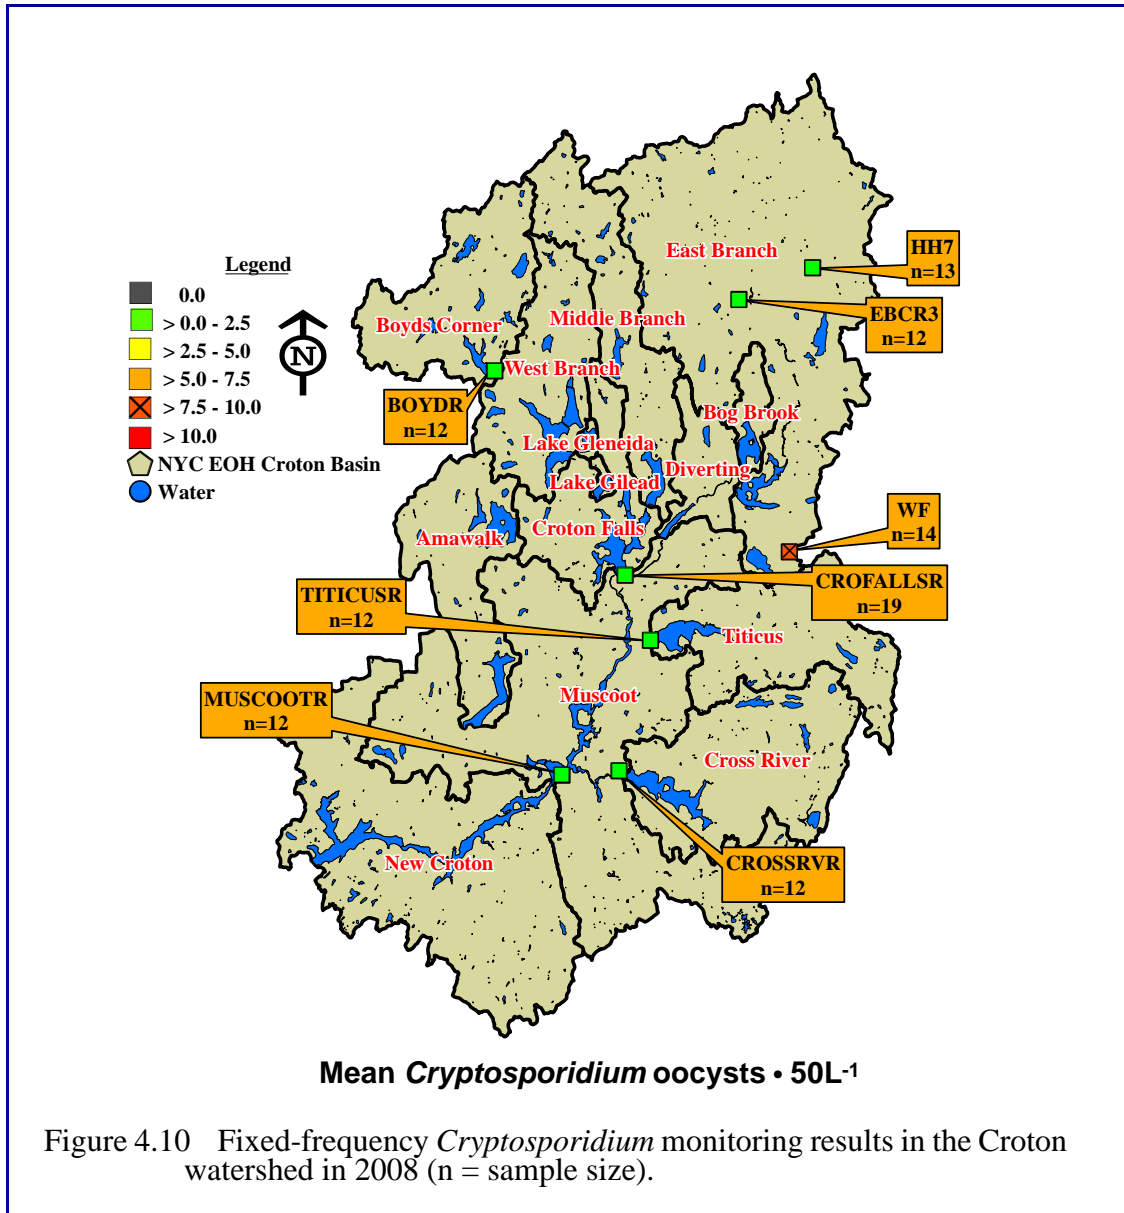 HH7
n=13
East Branch
Legend
0.0
> 0.0 - 2.5
> 2.5 - 5.0
> 5.0 - 7.5
> 7.5 - 10.0
> 10.0
NYC EOH Croton Basin
Water
N
EBCR3
n=12
Boyds Corner
Middle Branch
West Branch
BOYDR
n=12
Bog Brook
Lake Gleneida
Diverting
Lake Gilead
WF
n=14
Croton Falls
Amawalk
CROFALLSR
n=19
TITICUSR
n=12
Titicus
MUSCOOTR
n=12
Muscoot
Cross River
New Croton
CROSSRVR
n=12
Mean Cryptosporidium oocysts • 50L-1
Figure 4.10 Fixed-frequency Cryptosporidium monitoring results in the Croton
watershed in 2008 (n = sample size).